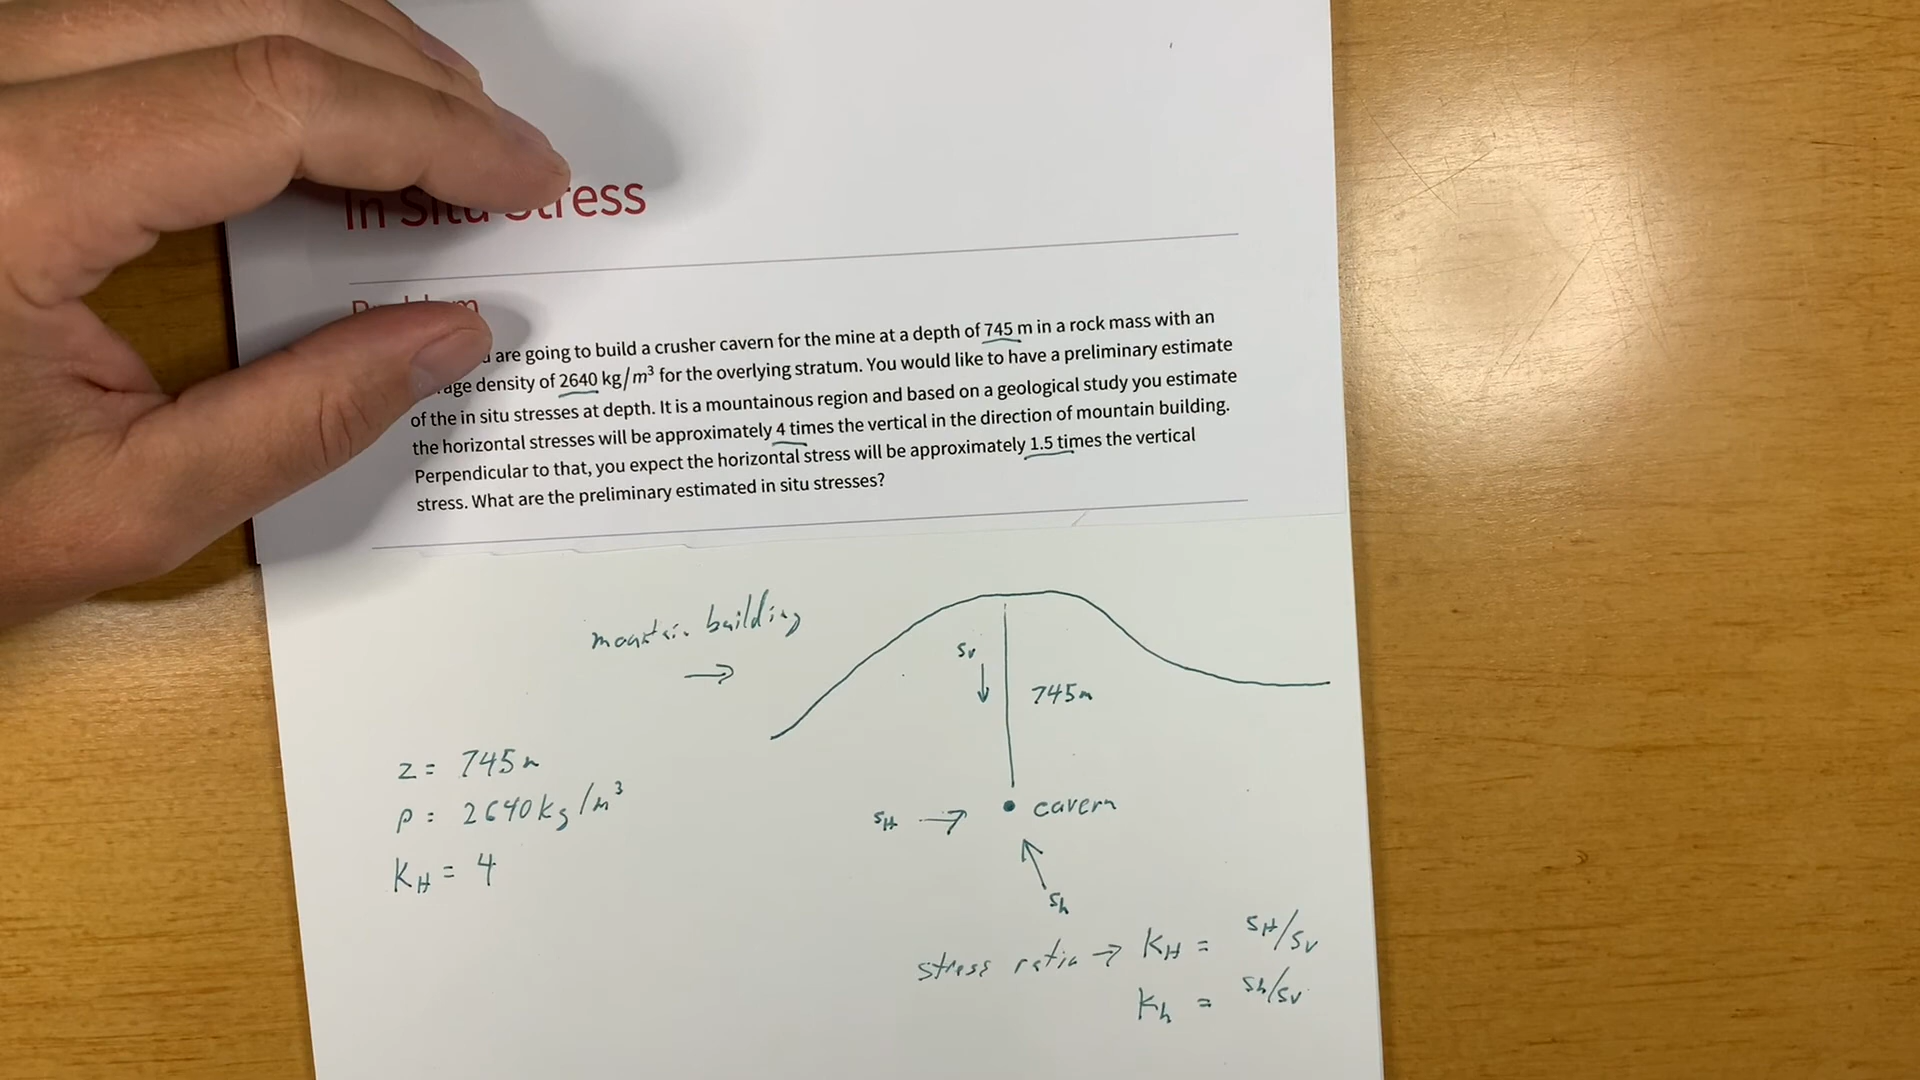 In Situ Stress
Problem
are going to build a crusher cavern for the mine at a depth of 745 m in a rock mass with an
density of 2640 kg/m³ for the overlying stratum. You would like to have a preliminary estimate
of the in situ stresses at depth. It is a mountainous region and based on a geological study you estimate
the horizontal stresses will be approximately 4 times the vertical in the direction of mountain building.
Perpendicular to that, you expect the horizontal stress will be approximately 1.5 times the vertical
stress. What are the preliminary estimated in situ stresses?
mountain building
→
Sv
↓
745m
z = 745m
ρ = 2640kg/m³
KH = 4
SH →
cavern
Sh
stress ratio → KH = SH/Sv
Kh = Sh/Sv